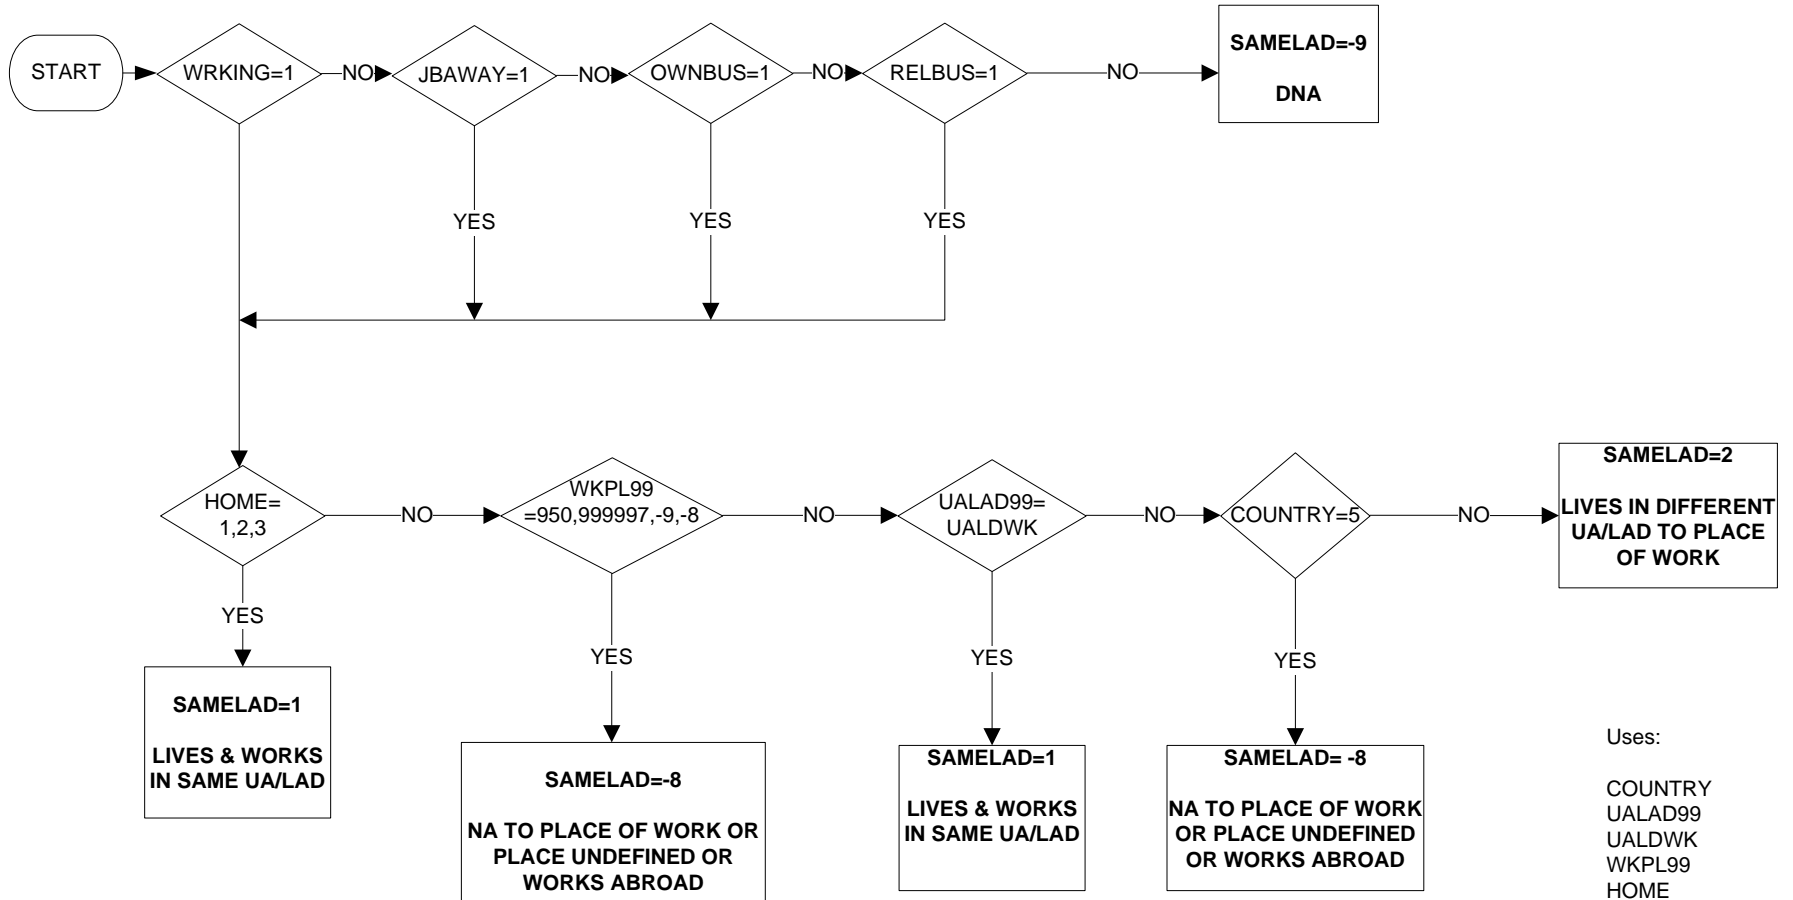 START
WRKING=1
NO
JBAWAY=1
NO
OWNBUS=1
NO
RELBUS=1
NO
SAMELAD=-9
DNA
YES
YES
YES
HOME=
1,2,3
NO
WKPL99
=950,999997,-9,-8
NO
UALAD99=
UALDWK
NO
COUNTRY=5
NO
SAMELAD=2
LIVES IN DIFFERENT
UA/LAD TO PLACE
OF WORK
YES
YES
YES
YES
SAMELAD=1
LIVES & WORKS
IN SAME UA/LAD
SAMELAD=-8
NA TO PLACE OF WORK OR
PLACE UNDEFINED OR
WORKS ABROAD
SAMELAD=1
LIVES & WORKS
IN SAME UA/LAD
SAMELAD= -8
NA TO PLACE OF WORK
OR PLACE UNDEFINED
OR WORKS ABROAD
Uses:
COUNTRY
UALAD99
UALDWK
WKPL99
HOME